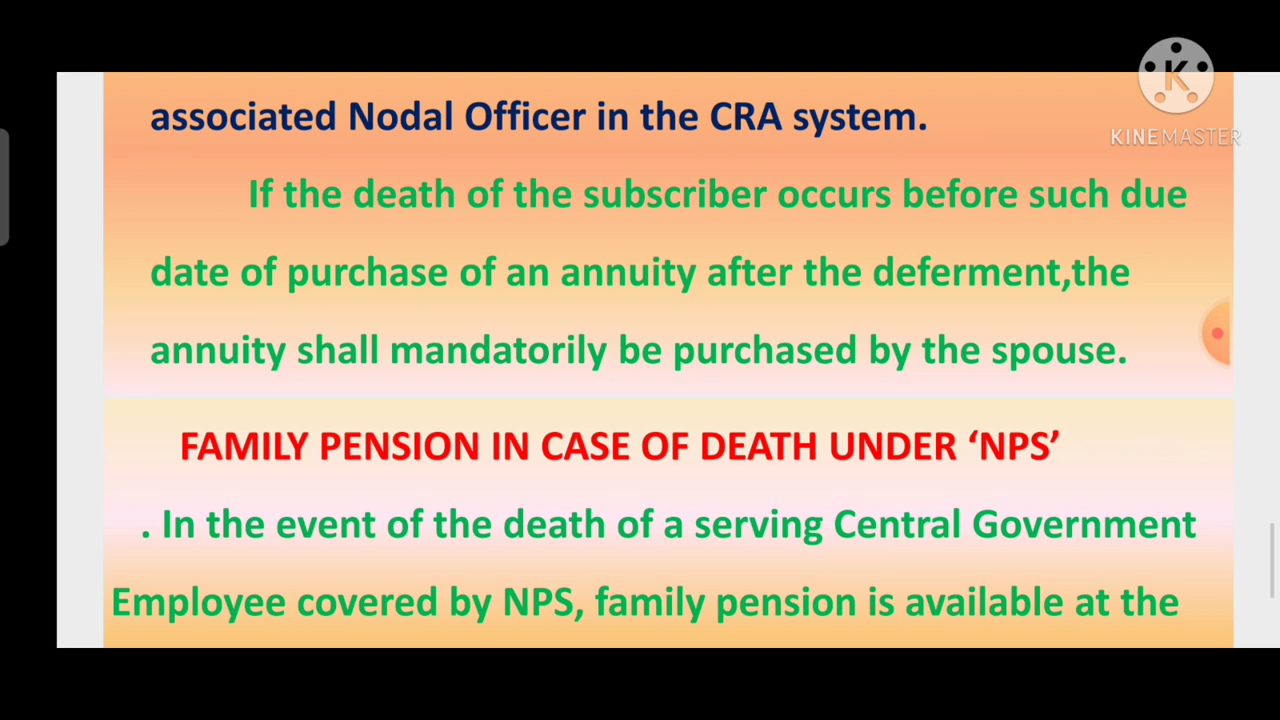 KINEMASTER
associated Nodal Officer in the CRA system.
If the death of the subscriber occurs before such due
date of purchase of an annuity after the deferment,the
annuity shall mandatorily be purchased by the spouse.
FAMILY PENSION IN CASE OF DEATH UNDER ‘NPS’
. In the event of the death of a serving Central Government
Employee covered by NPS, family pension is available at the